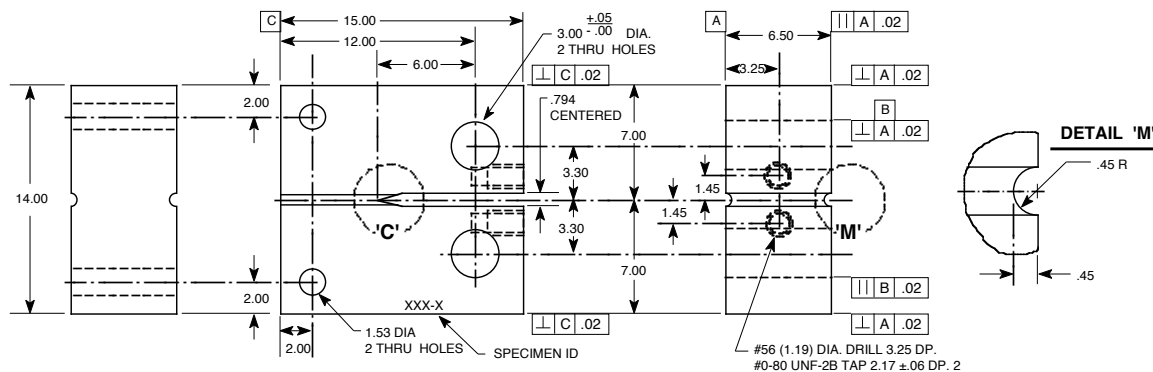 C
15.00
12.00
6.00
3.00 +.05 -.00 DIA.
2 THRU HOLES
⊥ C .02
.794
CENTERED
2.00
14.00
7.00
3.30
3.30
7.00
'C'
2.00
2.00
1.53 DIA
2 THRU HOLES
XXX-X
SPECIMEN ID
⊥ C .02
A
6.50
3.25
|| A .02
⊥ A .02
B
⊥ A .02
1.45
1.45
'M'
|| B .02
⊥ A .02
#56 (1.19) DIA. DRILL 3.25 DP.
#0-80 UNF-2B TAP 2.17 ±.06 DP. 2
DETAIL 'M'
.45 R
.45